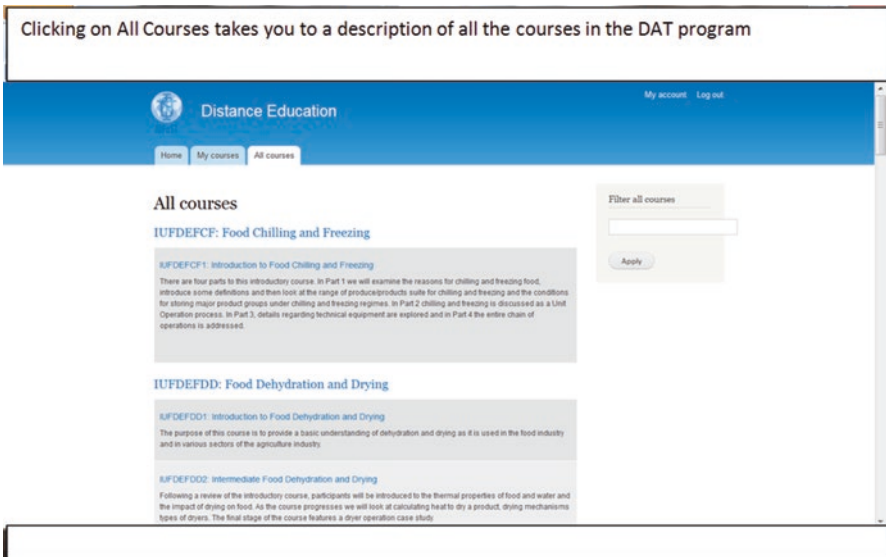 Clicking on All Courses takes you to a description of all the courses in the DAT program
My account Log out
Distance Education
Home My courses All courses
All courses
Filter all courses
Apply
IUFDEFCF: Food Chilling and Freezing
IUFDEFCF1: Introduction to Food Chilling and Freezing
There are four parts to this introductory course. In Part 1 we will examine the reasons for chilling and freezing food,
introduce some definitions and then look at the range of produce/products suite for chilling and freezing and the conditions
for storing major product groups under chilling and freezing regimes. In Part 2 chilling and freezing is discussed as a Unit
Operation process. In Part 3, details regarding technical equipment are explored and in Part 4 the entire chain of
operations is addressed.
IUFDEFDD: Food Dehydration and Drying
IUFDEFDD1: Introduction to Food Dehydration and Drying
The purpose of this course is to provide a basic understanding of dehydration and drying as it is used in the food industry
and in various sectors of the agriculture industry.
IUFDEFDD2: Intermediate Food Dehydration and Drying
Following a review of the introductory course, participants will be introduced to the thermal properties of food and water and
the impact of drying on food. As the course progresses we will look at calculating heat to dry a product, drying mechanisms
types of dryers. The final stage of the course features a dryer operation case study